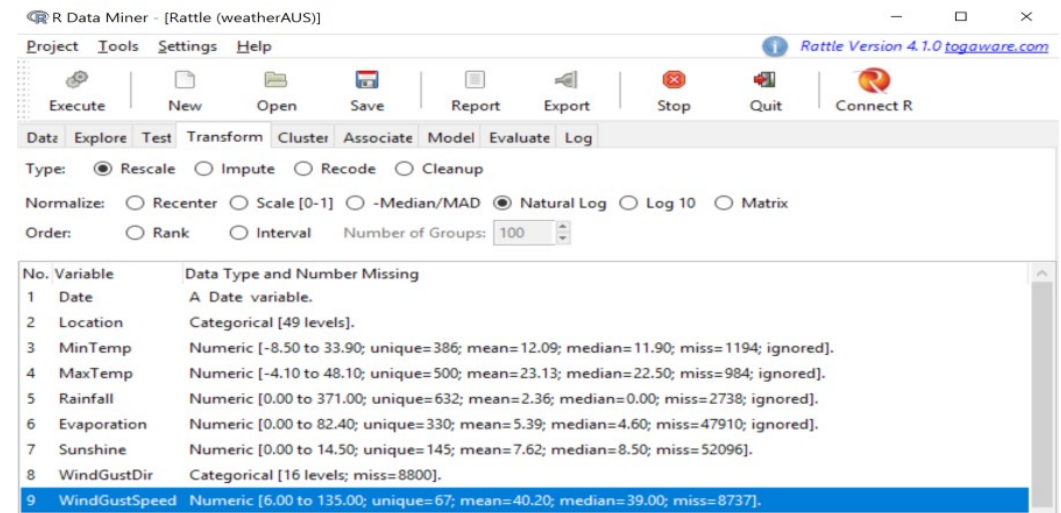 R Data Miner - [Rattle (weatherAUS)]
Project Tools Settings Help Rattle Version 4.1.0 togaware.com
Execute New Open Save Report Export Stop Quit Connect R
Data Explore Test Transform Cluster Associate Model Evaluate Log
Type: Rescale Impute Recode Cleanup
Normalize: Recenter Scale [0-1] -Median/MAD Natural Log Log 10 Matrix
Order: Rank Interval Number of Groups: 100
No. Variable Data Type and Number Missing
1 Date A Date variable.
2 Location Categorical [49 levels].
3 MinTemp Numeric [-8.50 to 33.90; unique=386; mean=12.09; median=11.90; miss=1194; ignored].
4 MaxTemp Numeric [-4.10 to 48.10; unique=500; mean=23.13; median=22.50; miss=984; ignored].
5 Rainfall Numeric [0.00 to 371.00; unique=632; mean=2.36; median=0.00; miss=2738; ignored].
6 Evaporation Numeric [0.00 to 82.40; unique=330; mean=5.39; median=4.60; miss=47910; ignored].
7 Sunshine Numeric [0.00 to 14.50; unique=145; mean=7.62; median=8.50; miss=52096].
8 WindGustDir Categorical [16 levels; miss=8800].
9 WindGustSpeed Numeric [6.00 to 135.00; unique=67; mean=40.20; median=39.00; miss=8737].